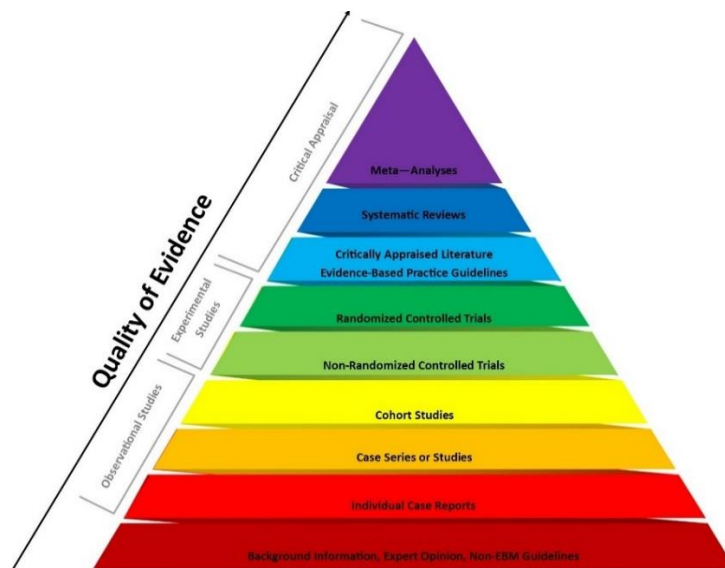 Quality of Evidence
Critical Appraisal
Experimental
Studies
Observational Studies
Meta—Analyses
Systematic Reviews
Critically Appraised Literature
Evidence-Based Practice Guidelines
Randomized Controlled Trials
Non-Randomized Controlled Trials
Cohort Studies
Case Series or Studies
Individual Case Reports
Background Information, Expert Opinion, Non-EBM Guidelines